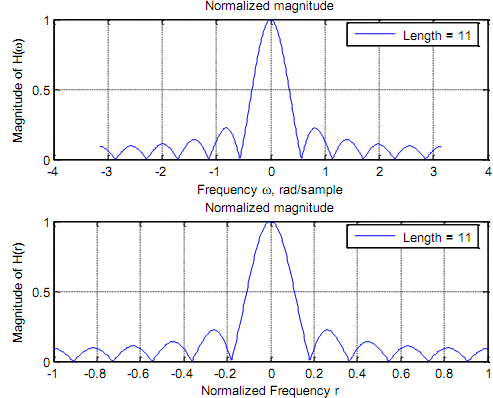 Normalized magnitude
Length = 11
Magnitude of H(ω)
1
0.5
0
-4 -3 -2 -1 0 1 2 3 4
Frequency ω, rad/sample
Normalized magnitude
Length = 11
Magnitude of H(r)
1
0.5
0
-1 -0.8 -0.6 -0.4 -0.2 0 0.2 0.4 0.6 0.8 1
Normalized Frequency r